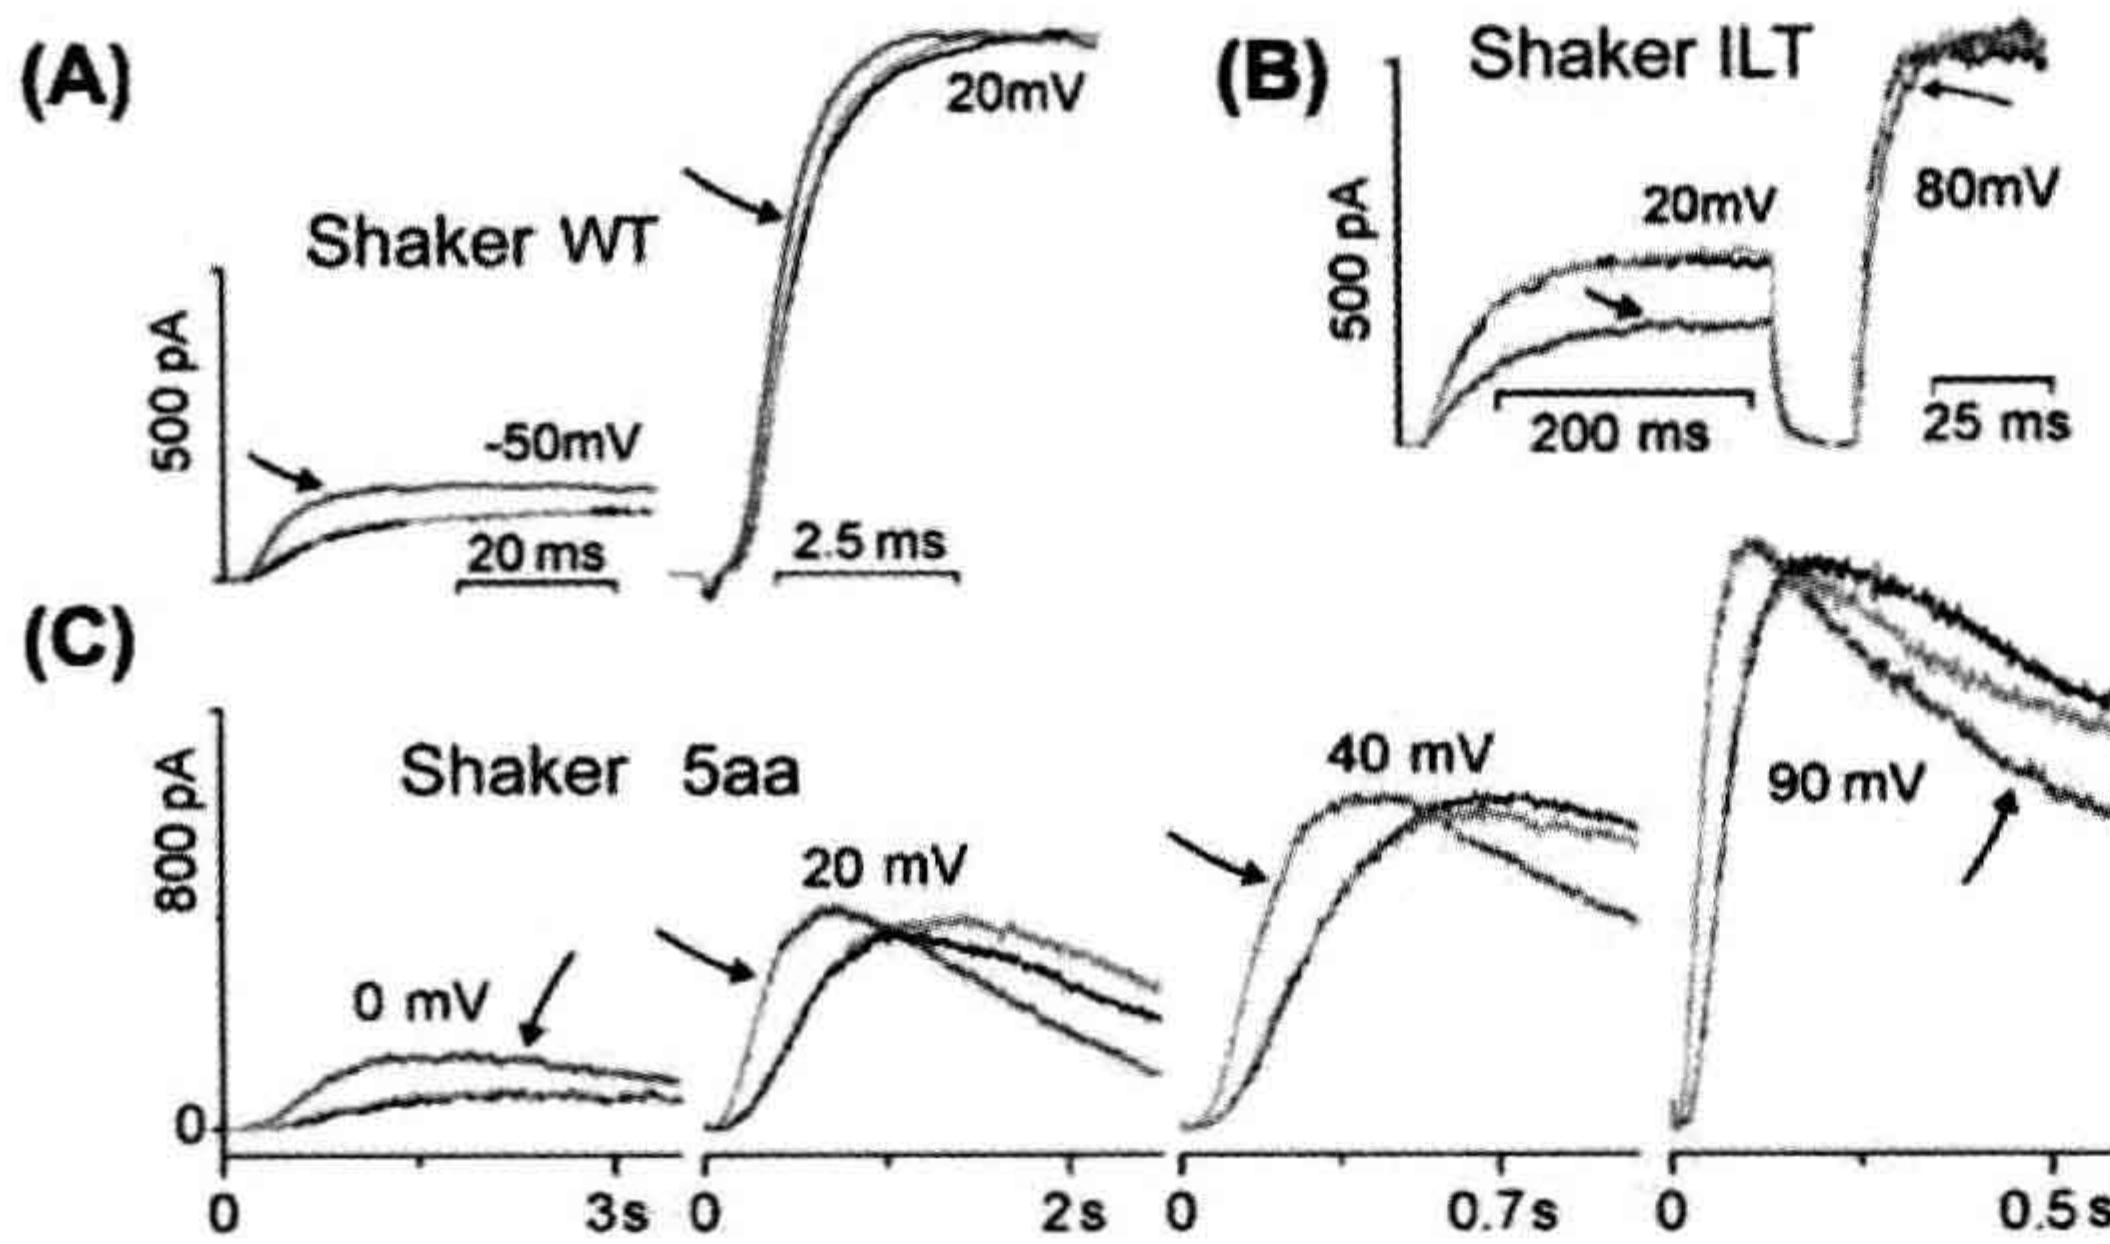 (A)
Shaker WT
500 pA
-50mV
20 ms
20mV
2.5 ms
(B)
Shaker ILT
500 pA
20mV
200 ms
80mV
25 ms
(C)
Shaker 5aa
800 pA
0
0 mV
20 mV
40 mV
90 mV
0 3s 0 2s 0 0.7s 0 0.5s